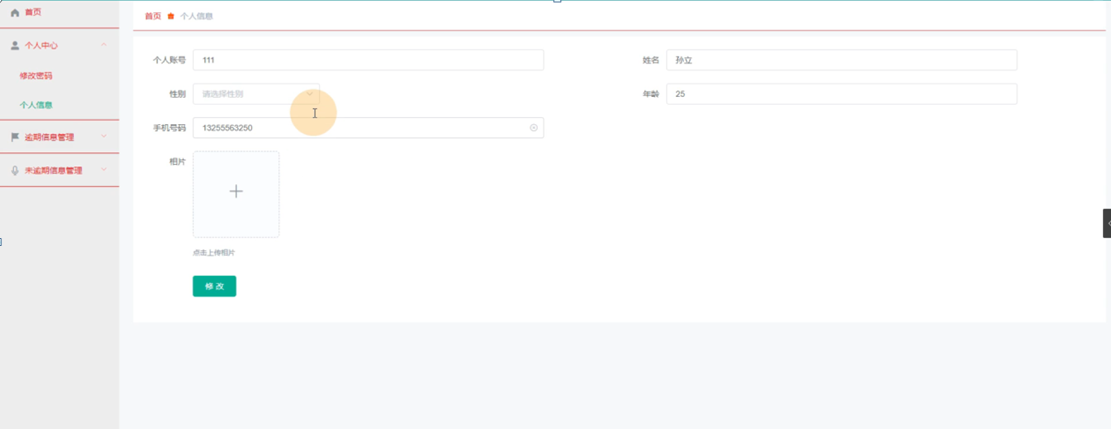 首页
个人中心
修改密码
个人信息
逾期信息管理
未逾期信息管理
首页 个人信息
个人账号 111
姓名 孙立
性别 请选择性别
年龄 25
手机号码 13255563250
相片
点击上传相片
修改